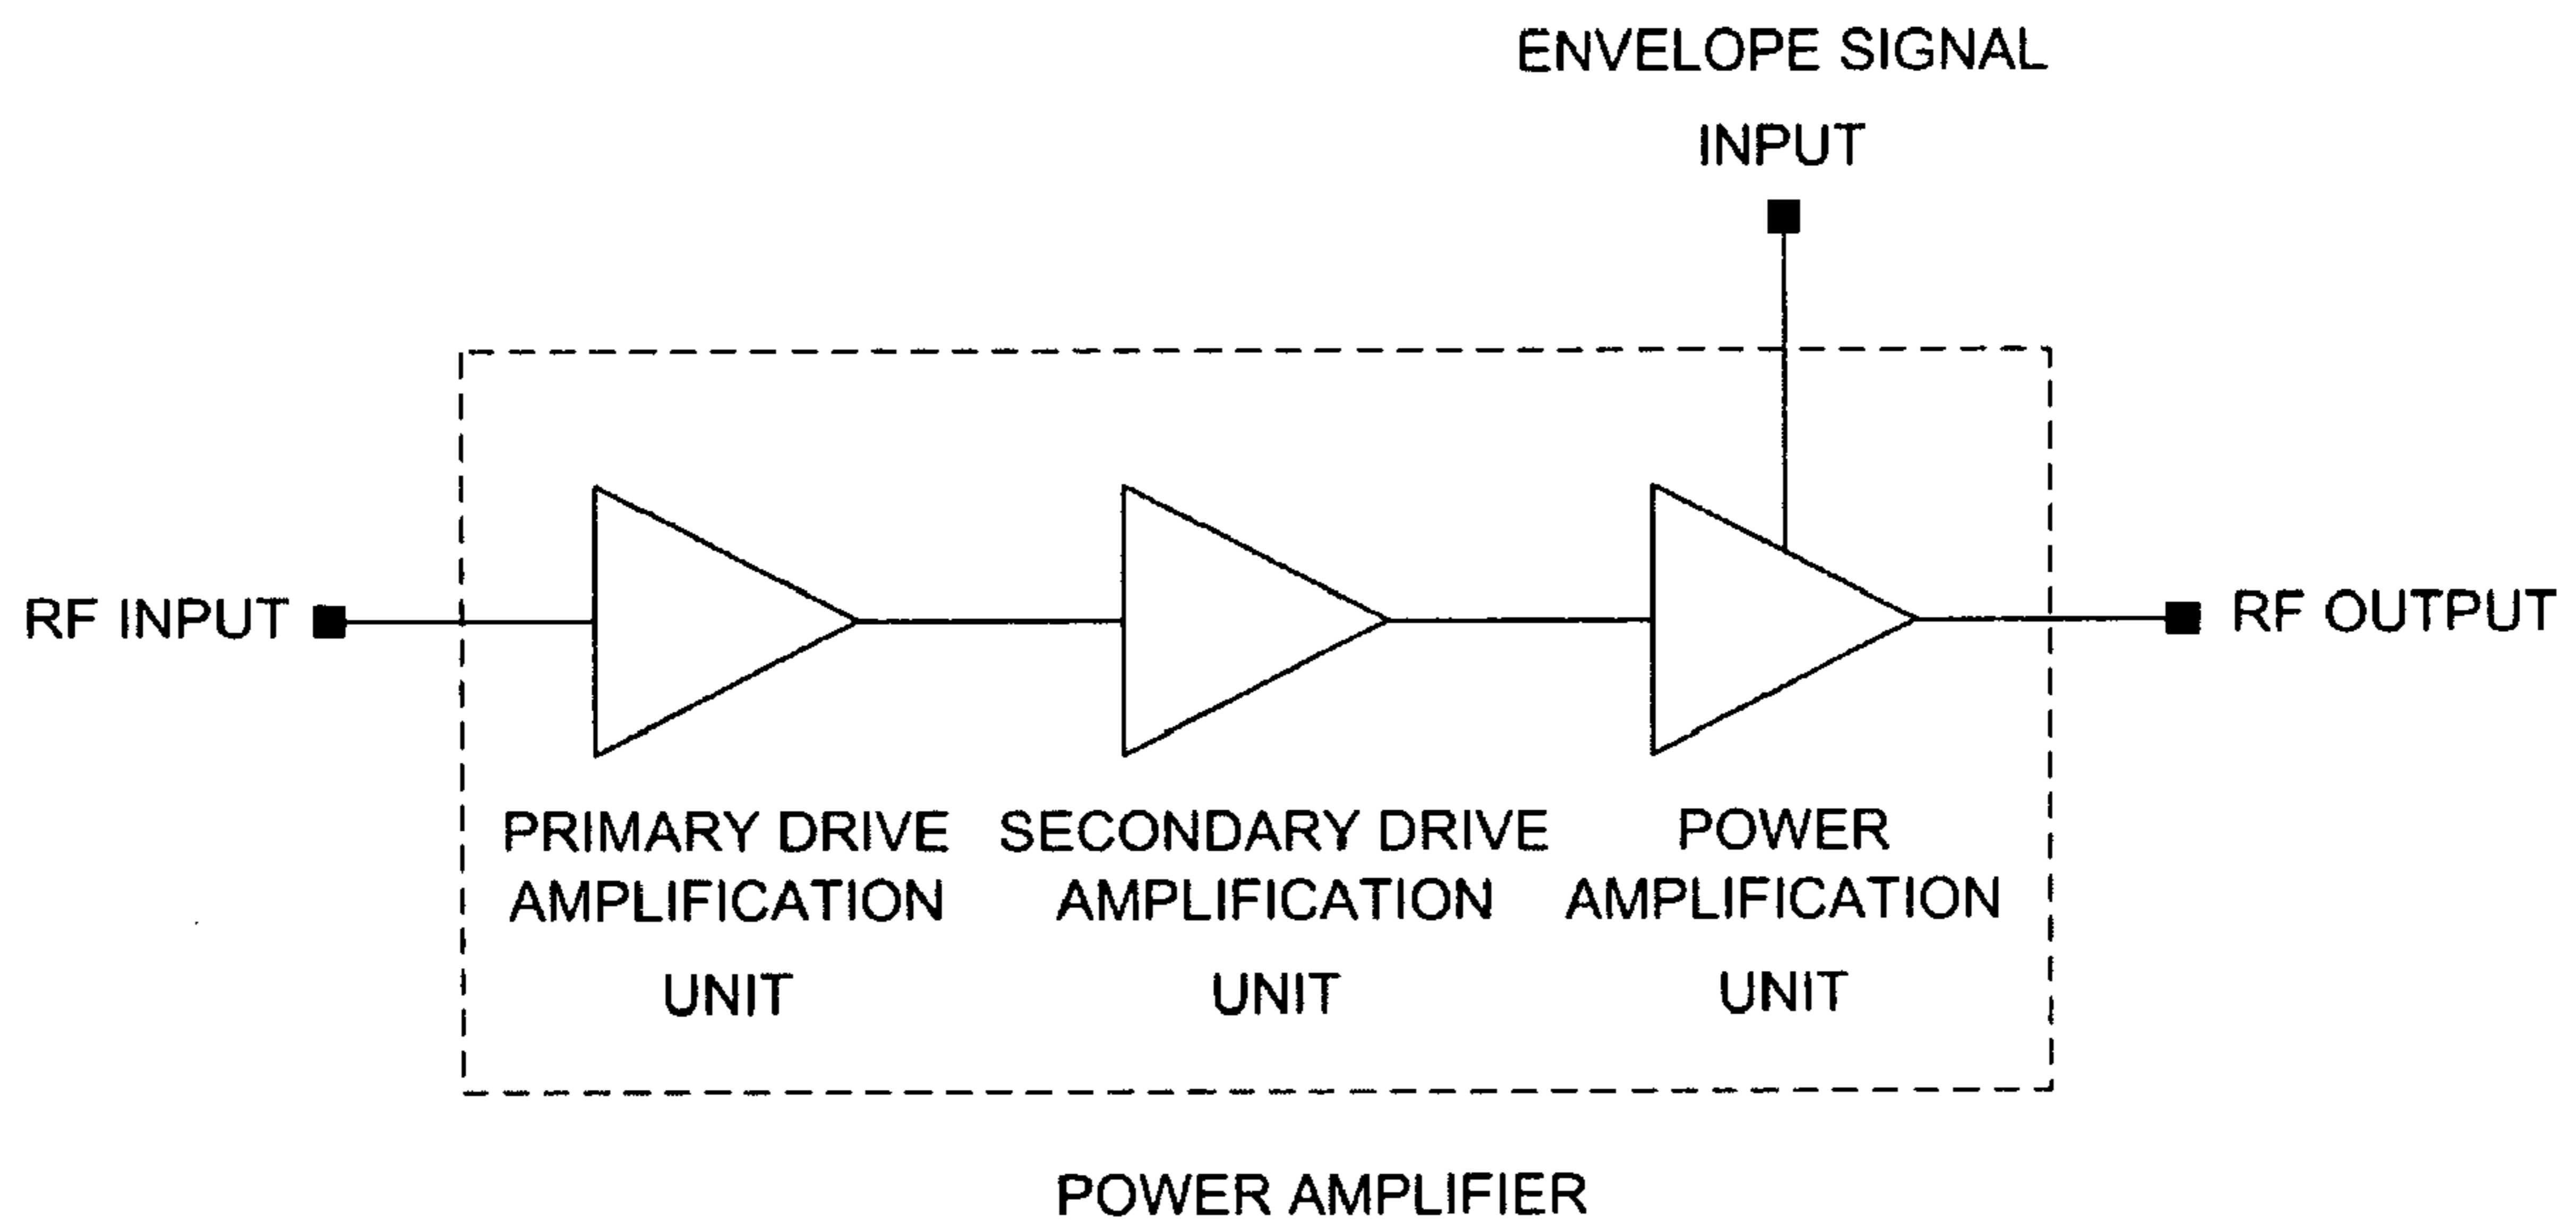 ENVELOPE SIGNAL
INPUT
RF INPUT
RF OUTPUT
PRIMARY DRIVE
AMPLIFICATION
UNIT
SECONDARY DRIVE
AMPLIFICATION
UNIT
POWER
AMPLIFICATION
UNIT
POWER AMPLIFIER